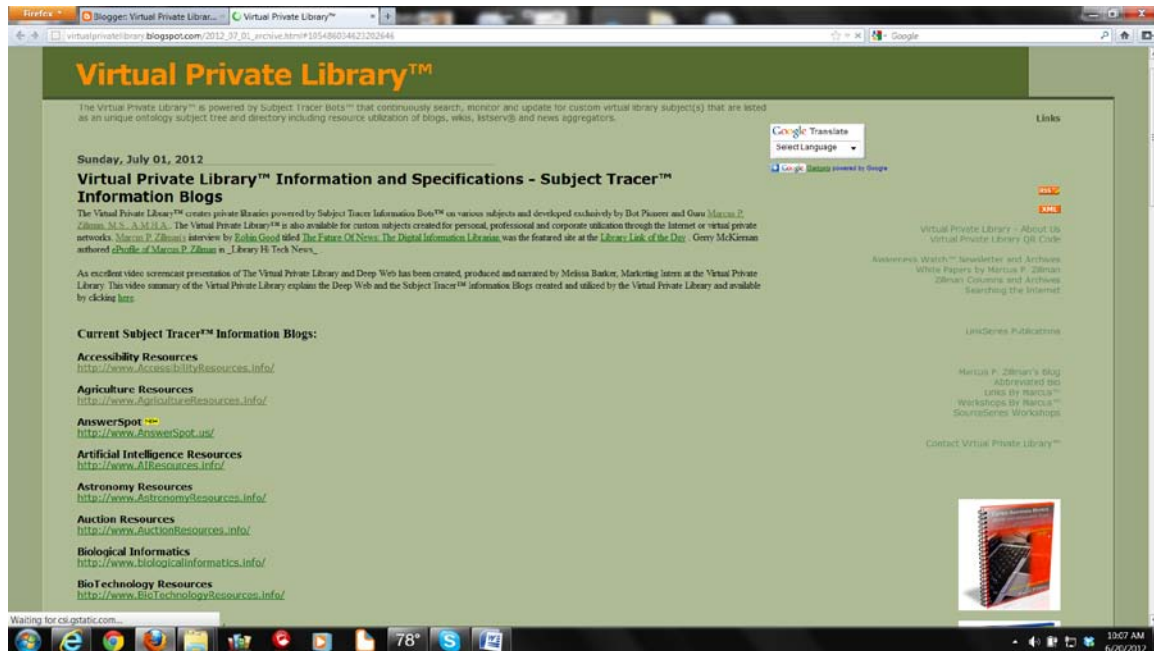 Firefox
Blogger: Virtual Private Librar...
Virtual Private Library™
virtualprivatelibrary.blogspot.com/2012_07_01_archive.html#105486034623202646
Google
Virtual Private Library™
The Virtual Private Library™ is powered by Subject Tracer Bots™ that continuously search, monitor and update for custom virtual library subject(s) that are listed
as an unique ontology subject tree and directory including resource utilization of blogs, wikis, listserv® and news aggregators.
Links
Google Translate
Select Language
powered by Google
Sunday, July 01, 2012
Virtual Private Library™ Information and Specifications - Subject Tracer™
Information Blogs
The Virtual Private Library™ creates private libraries powered by Subject Tracer Information Bots™ on various subjects and developed exclusively by Bot Pioneer and Guru Marcus P.
Zillman, M.S., A.M.H.A.. The Virtual Private Library™ is also available for custom subjects created for personal, professional and corporate utilization through the Internet or virtual private
networks. Marcus P. Zillman's interview by Robin Good titled The Future Of News: The Digital Information Librarian was the featured site at the Library Link of the Day . Gerry McKiernan
authored eProfile of Marcus P. Zillman in _Library Hi Tech News_.
As excellent video screencast presentation of The Virtual Private Library and Deep Web has been created, produced and narrated by Melissa Barker, Marketing Intern at the Virtual Private
Library. This video summary of the Virtual Private Library explains the Deep Web and the Subject Tracer™ Information Blogs created and utilized by the Virtual Private Library and available
by clicking here.
Current Subject Tracer™ Information Blogs:
Accessibility Resources
http://www.AccessibilityResources.info/
Agriculture Resources
http://www.AgricultureResources.info/
AnswerSpot NEW
http://www.AnswerSpot.us/
Artificial Intelligence Resources
http://www.AIResources.info/
Astronomy Resources
http://www.AstronomyResources.info/
Auction Resources
http://www.AuctionResources.info/
Biological Informatics
http://www.biologicalinformatics.info/
BioTechnology Resources
http://www.BioTechnologyResources.info/
RSS
XML
Virtual Private Library - About Us
Virtual Private Library QR Code
Awareness Watch™ Newsletter and Archives
White Papers by Marcus P. Zillman
Zillman Columns and Archives
Searching the Internet
LinkSeries Publications
Marcus P. Zillman's Blog
Abbreviated Bio
Links By Marcus™
Workshops By Marcus™
SourceSeries Workshops
Contact Virtual Private Library™
Waiting for csi.gstatic.com...
78°
10:07 AM
6/20/2012